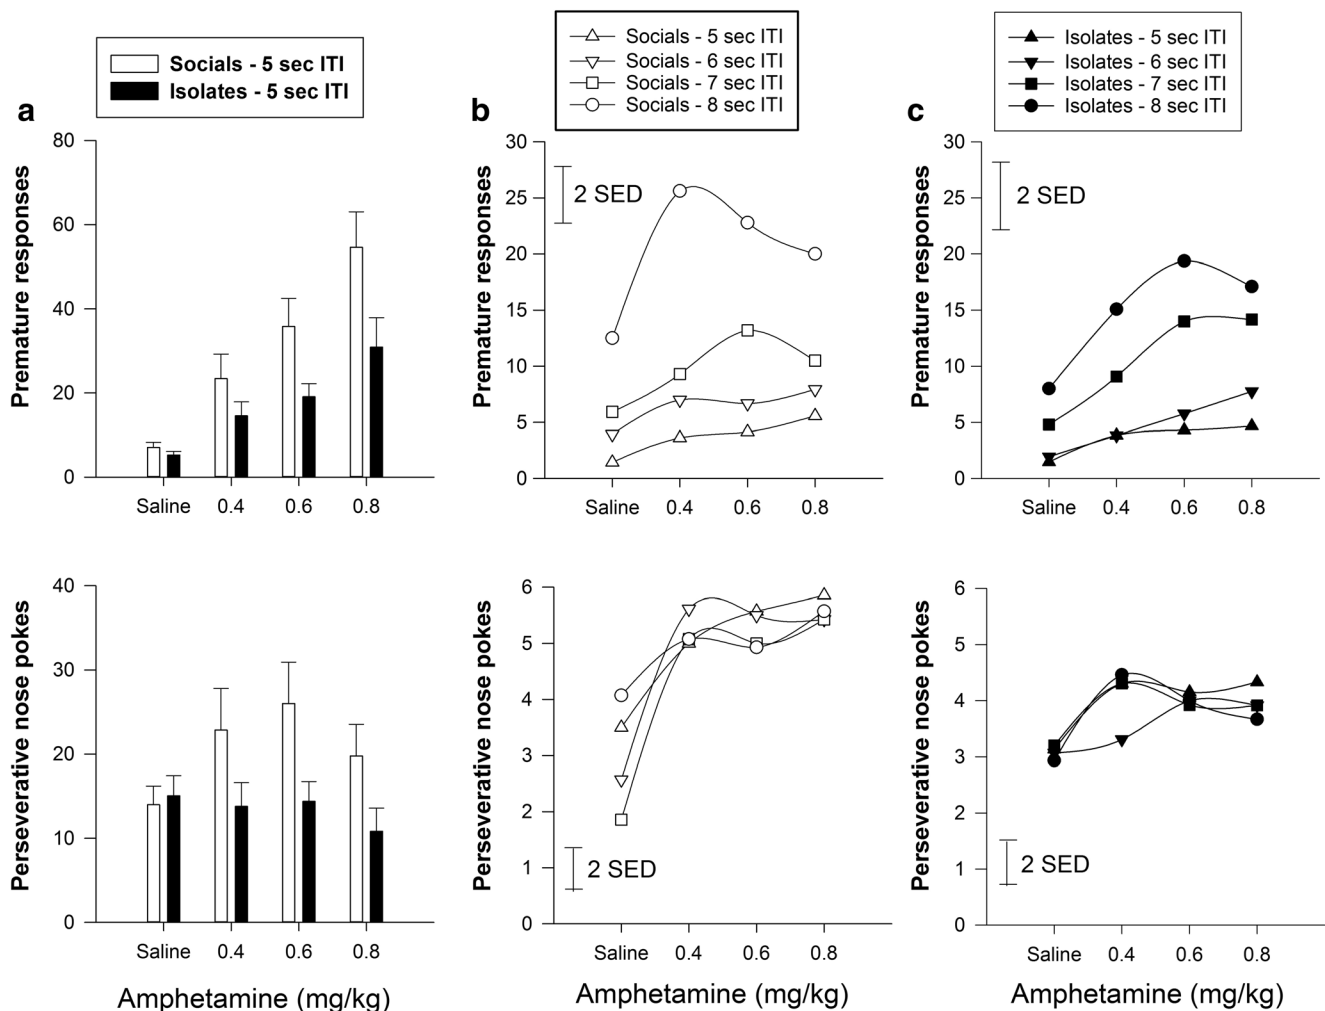 a
Socials - 5 sec ITI
Isolates - 5 sec ITI
Premature responses
80
60
40
20
0
Saline 0.4 0.6 0.8
b
Socials - 5 sec ITI
Socials - 6 sec ITI
Socials - 7 sec ITI
Socials - 8 sec ITI
Premature responses
30
25
20
15
10
5
0
2 SED
Saline 0.4 0.6 0.8
c
Isolates - 5 sec ITI
Isolates - 6 sec ITI
Isolates - 7 sec ITI
Isolates - 8 sec ITI
Premature responses
30
25
20
15
10
5
0
2 SED
Saline 0.4 0.6 0.8
Perseverative nose pokes
40
30
20
10
0
Saline 0.4 0.6 0.8
Amphetamine (mg/kg)
Perseverative nose pokes
6
5
4
3
2
1
0
2 SED
Saline 0.4 0.6 0.8
Amphetamine (mg/kg)
Perseverative nose pokes
6
5
4
3
2
1
0
2 SED
Saline 0.4 0.6 0.8
Amphetamine (mg/kg)